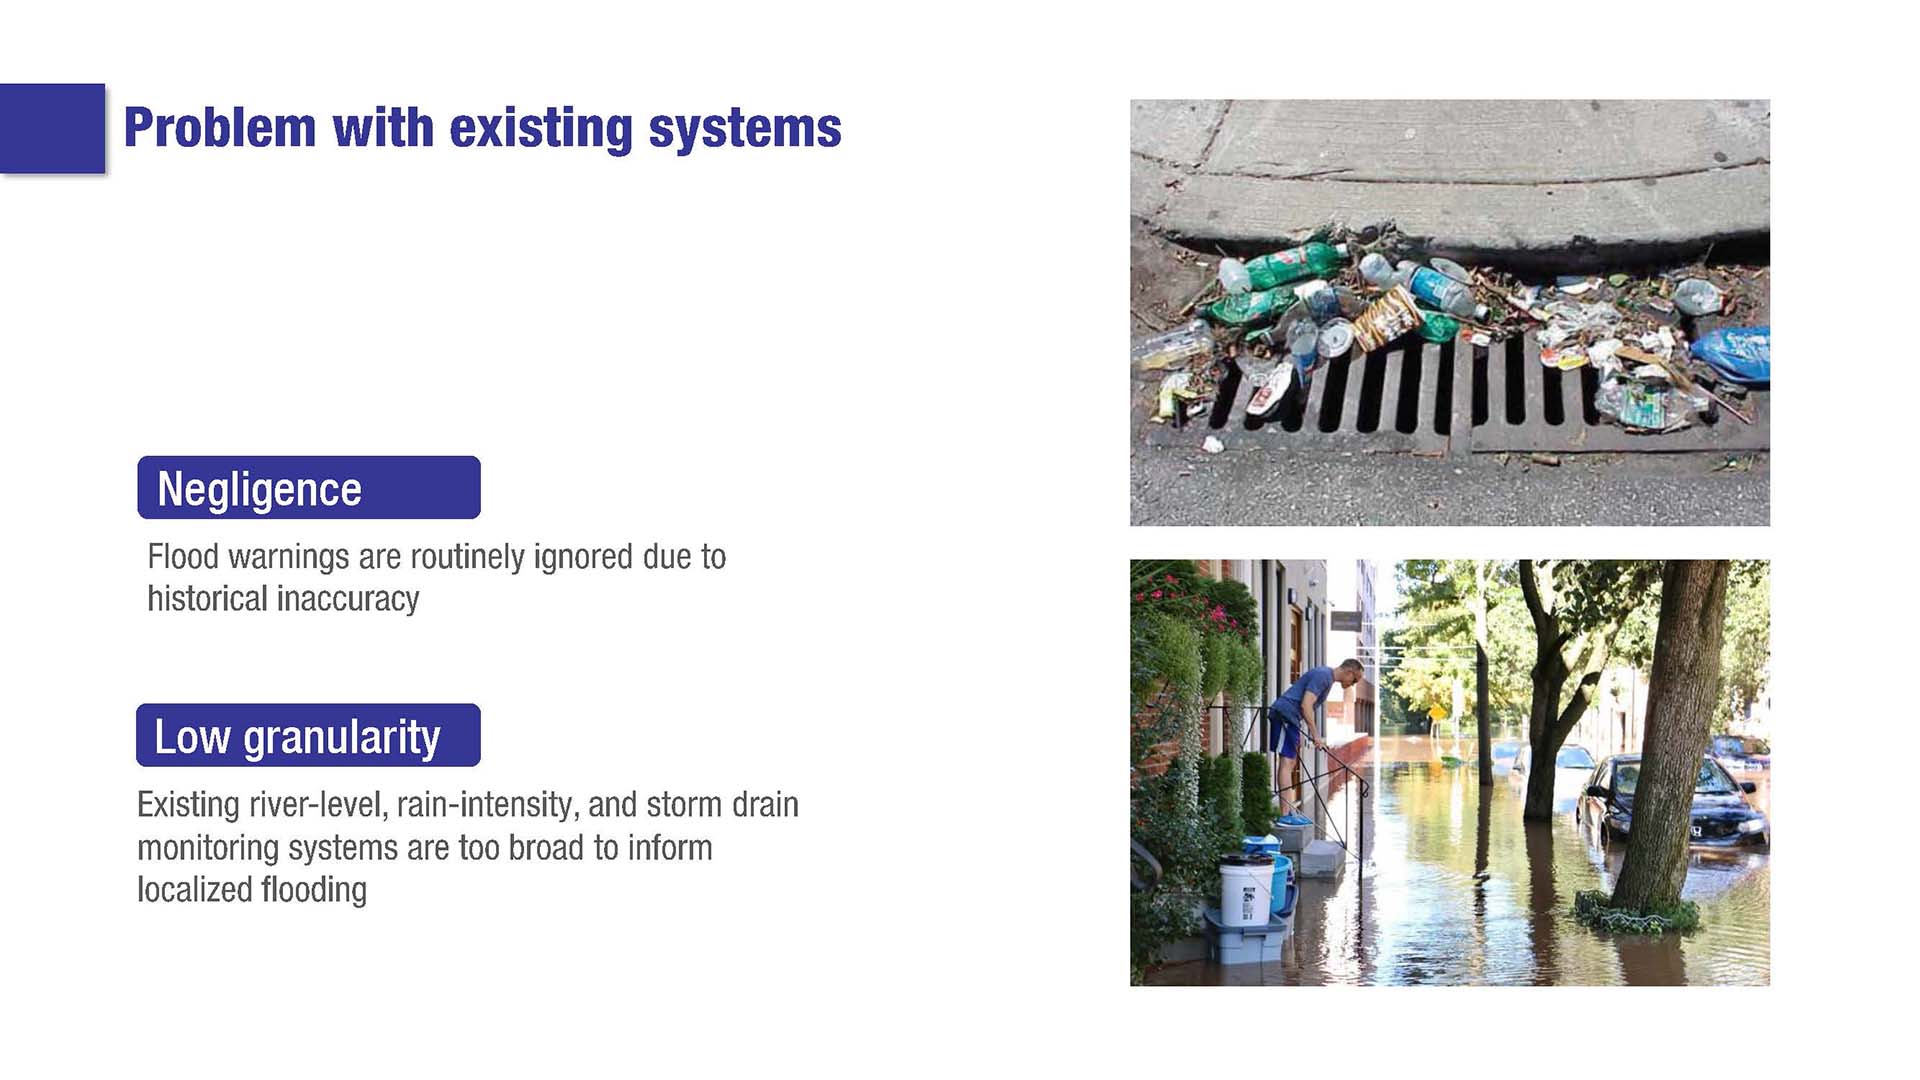 Problem with existing systems
Negligence
Flood warnings are routinely ignored due to
historical inaccuracy
Low granularity
Existing river-level, rain-intensity, and storm drain
monitoring systems are too broad to inform
localized flooding